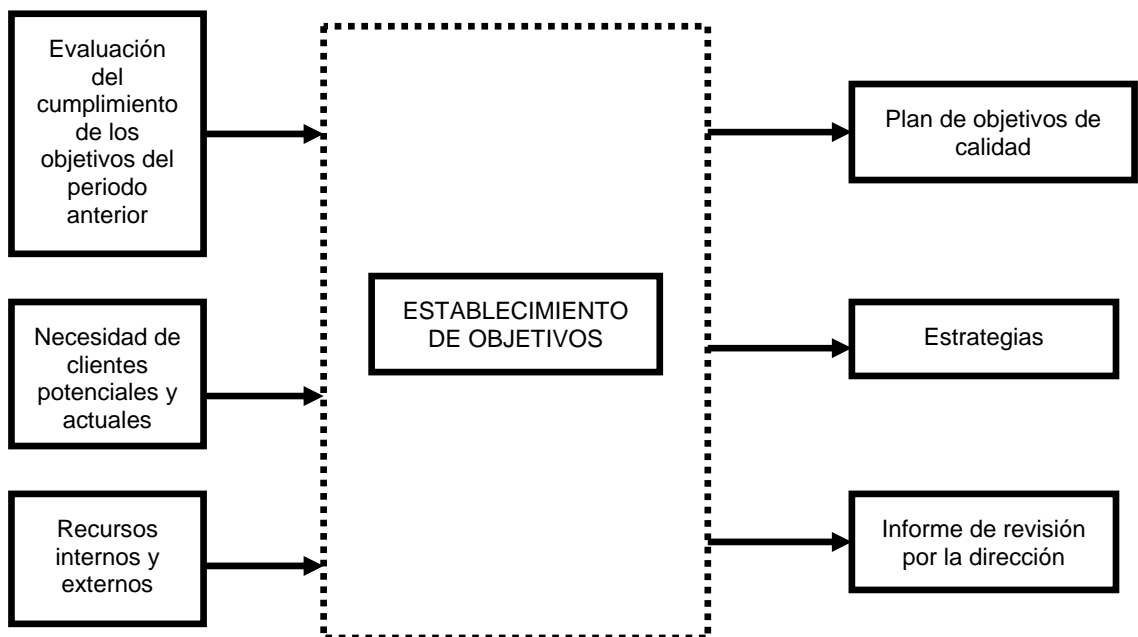 Evaluación
del
cumplimiento
de los
objetivos del
periodo
anterior
Necesidad de
clientes
potenciales y
actuales
Recursos
internos y
externos
ESTABLECIMIENTO
DE OBJETIVOS
Plan de objetivos de
calidad
Estrategias
Informe de revisión
por la dirección